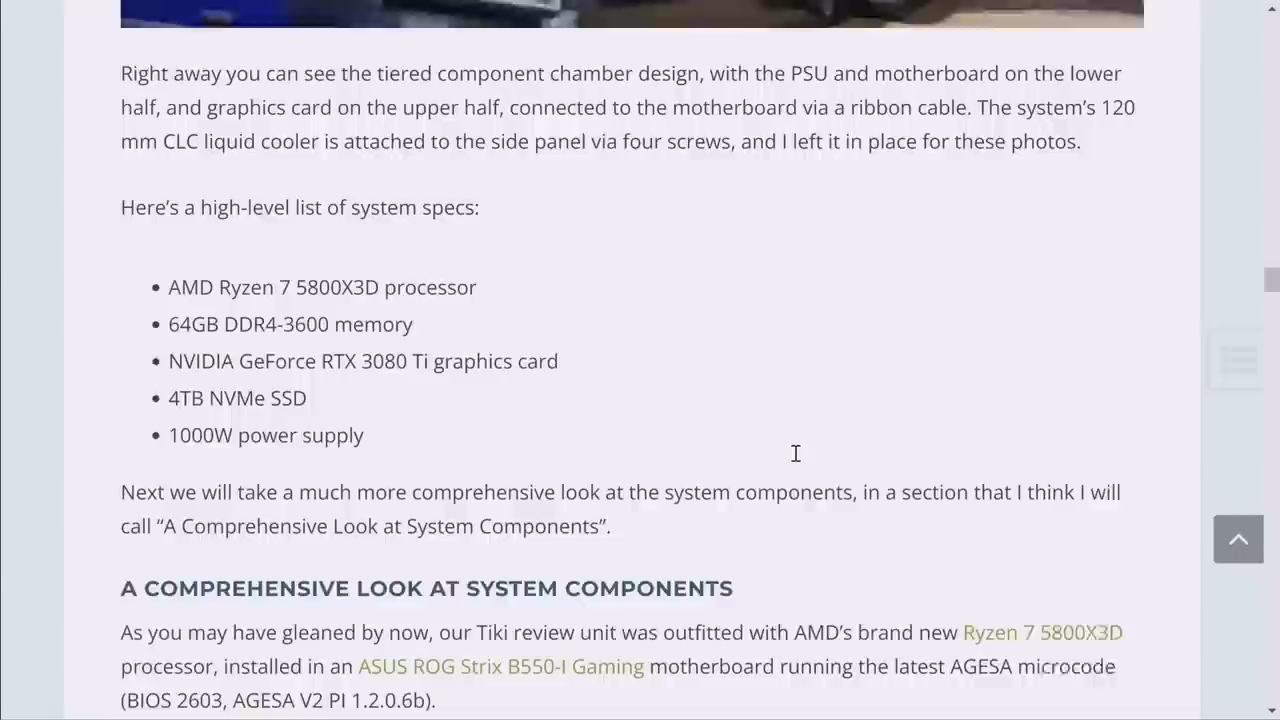 Right away you can see the tiered component chamber design, with the PSU and motherboard on the lower
half, and graphics card on the upper half, connected to the motherboard via a ribbon cable. The system’s 120
mm CLC liquid cooler is attached to the side panel via four screws, and I left it in place for these photos.
Here’s a high-level list of system specs:
• AMD Ryzen 7 5800X3D processor
• 64GB DDR4-3600 memory
• NVIDIA GeForce RTX 3080 Ti graphics card
• 4TB NVMe SSD
• 1000W power supply
Next we will take a much more comprehensive look at the system components, in a section that I think I will
call “A Comprehensive Look at System Components”.
A COMPREHENSIVE LOOK AT SYSTEM COMPONENTS
As you may have gleaned by now, our Tiki review unit was outfitted with AMD’s brand new Ryzen 7 5800X3D
processor, installed in an ASUS ROG Strix B550-I Gaming motherboard running the latest AGESA microcode
(BIOS 2603, AGESA V2 PI 1.2.0.6b).